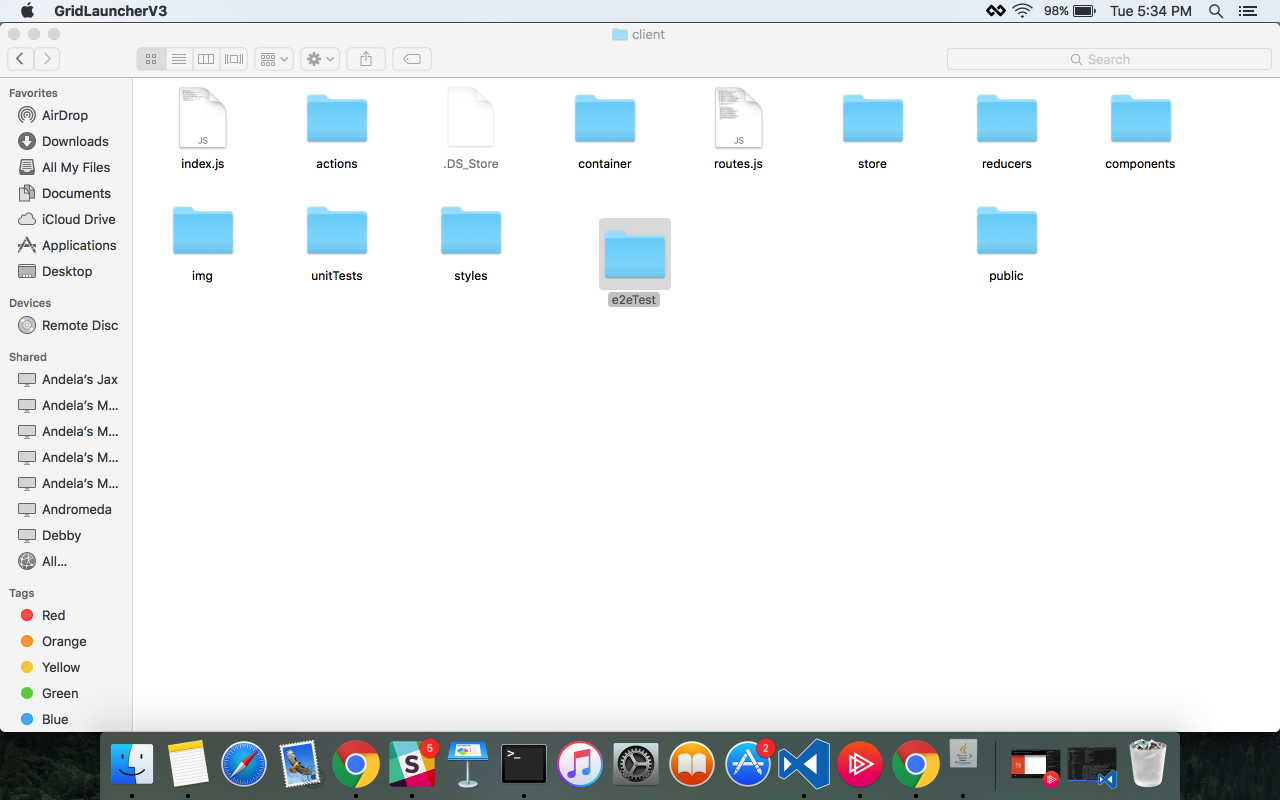 GridLauncherV3
98%
Tue 5:34 PM
client
Search
Favorites
AirDrop
Downloads
All My Files
Documents
iCloud Drive
Applications
Desktop
Devices
Remote Disc
Shared
Andela's Jax
Andela's M...
Andela's M...
Andela's M...
Andela's M...
Andromeda
Debby
All...
Tags
Red
Orange
Yellow
Green
Blue
JS
JS
index.js
actions
.DS_Store
container
routes.js
store
reducers
components
img
unitTests
styles
e2eTest
public
5
2